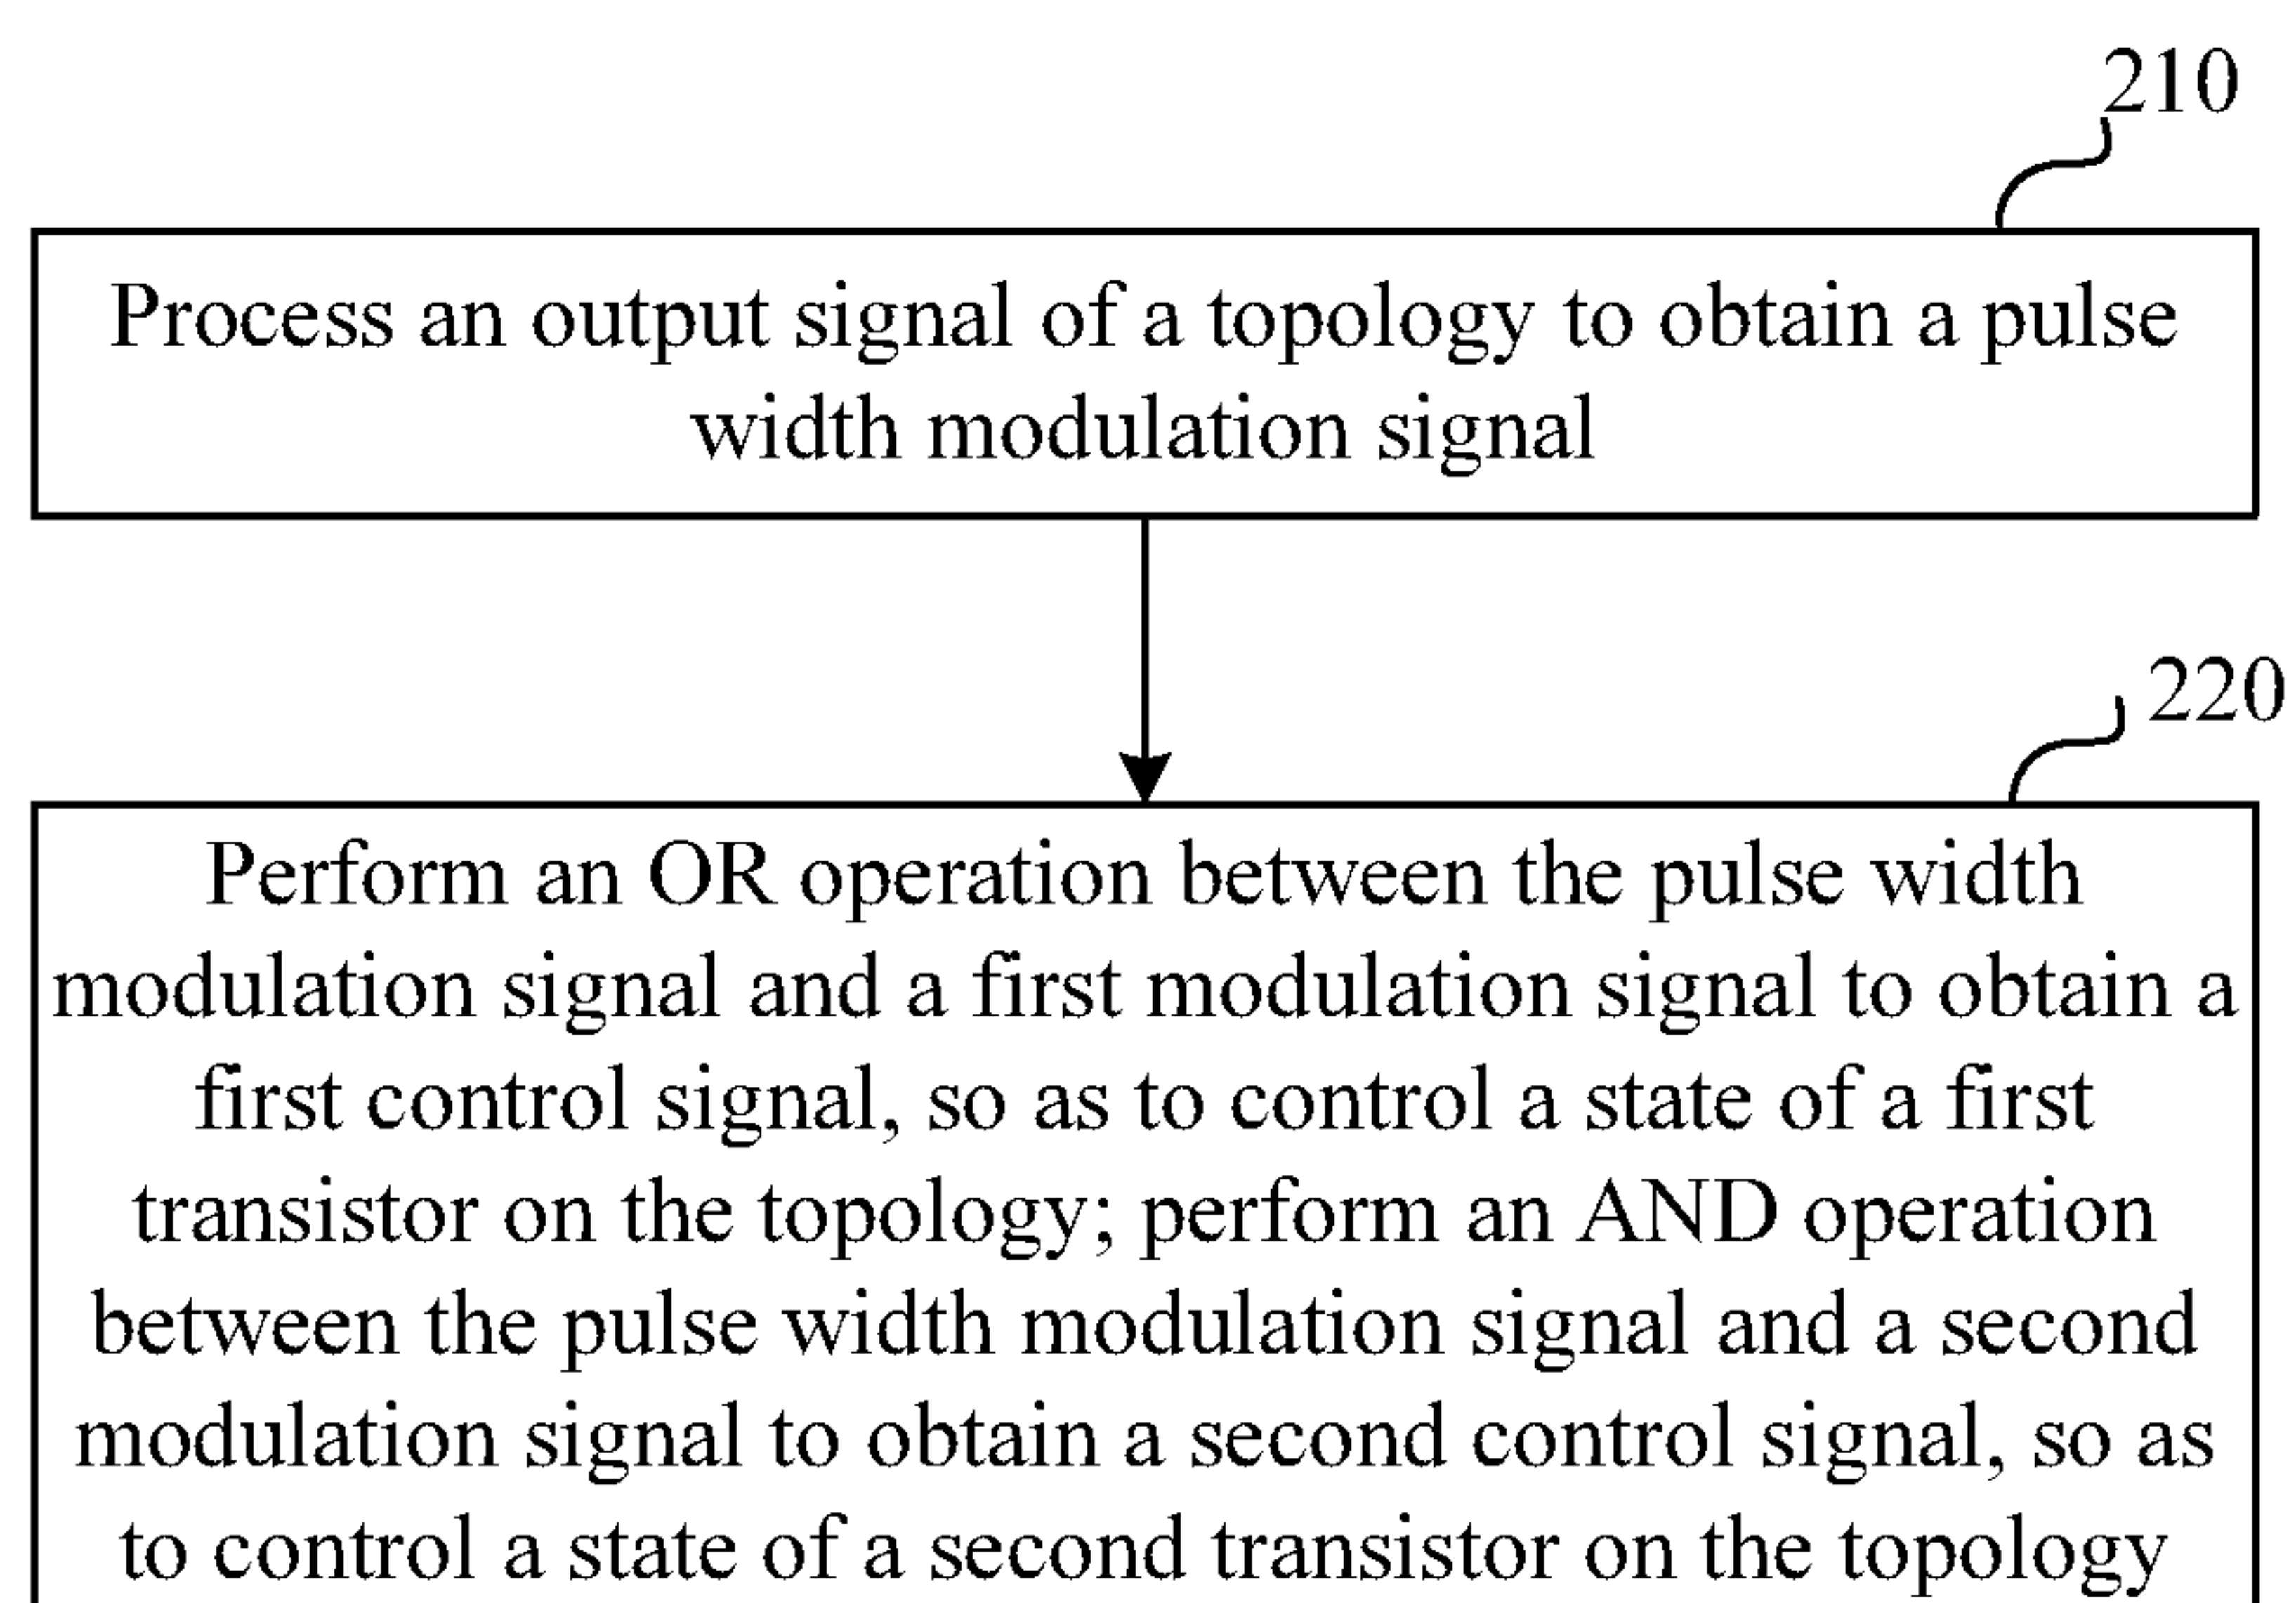 210
Process an output signal of a topology to obtain a pulse
width modulation signal
220
Perform an OR operation between the pulse width
modulation signal and a first modulation signal to obtain a
first control signal, so as to control a state of a first
transistor on the topology; perform an AND operation
between the pulse width modulation signal and a second
modulation signal to obtain a second control signal, so as
to control a state of a second transistor on the topology